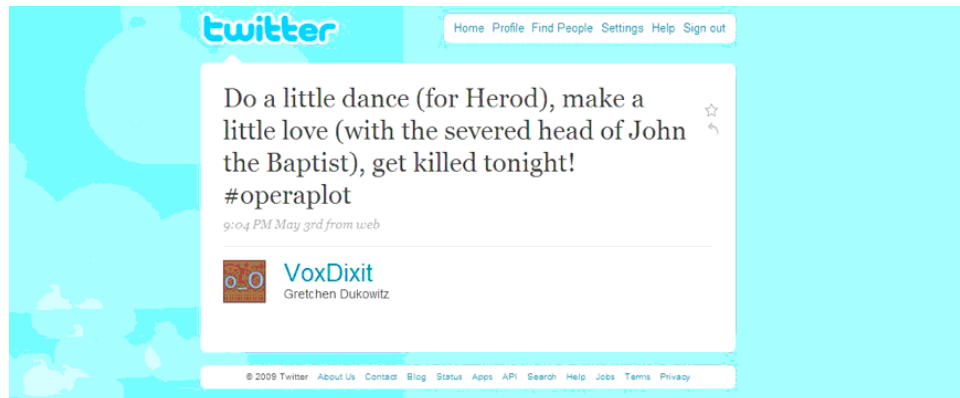 twitter
Home Profile Find People Settings Help Sign out
Do a little dance (for Herod), make a
little love (with the severed head of John
the Baptist), get killed tonight!
#operaplot
9:04 PM May 3rd from web
o_O
VoxDixit
Gretchen Dukowitz
© 2009 Twitter About Us Contact Blog Status Apps API Search Help Jobs Terms Privacy